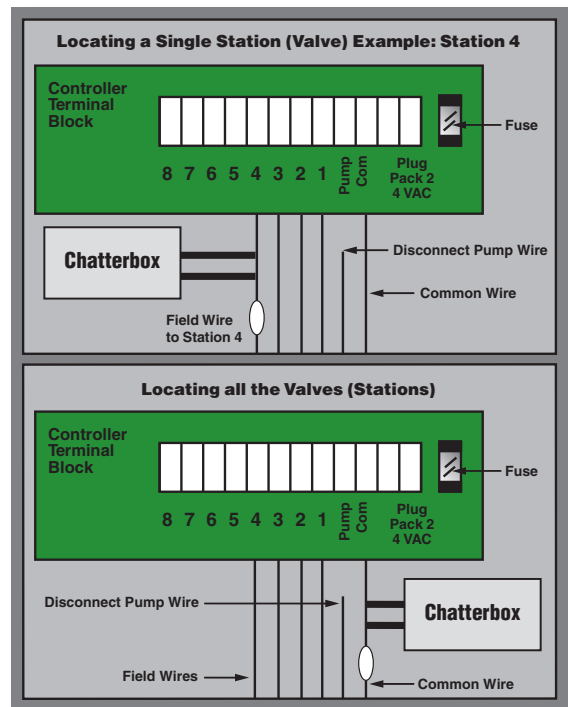 Locating a Single Station (Valve) Example: Station 4
Controller
Terminal
Block
Fuse
8 7 6 5 4 3 2 1 Pump Com
Plug
Pack 2
4 VAC
Chatterbox
Disconnect Pump Wire
Common Wire
Field Wire
to Station 4
Locating all the Valves (Stations)
Controller
Terminal
Block
Fuse
8 7 6 5 4 3 2 1 Pump Com
Plug
Pack 2
4 VAC
Disconnect Pump Wire
Chatterbox
Field Wires
Common Wire